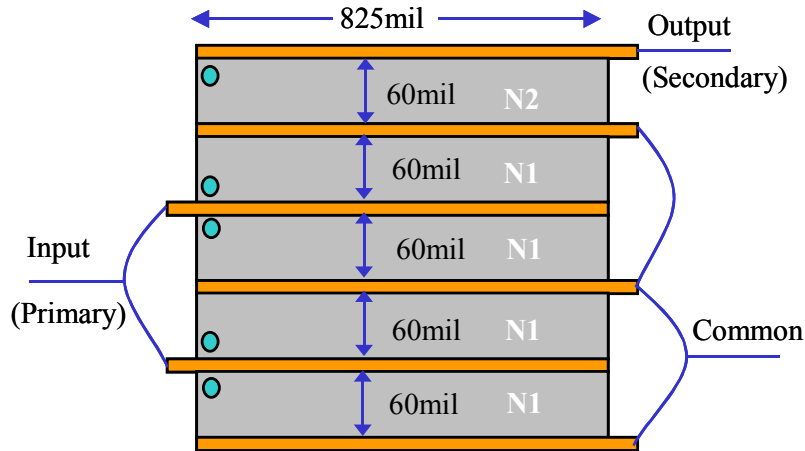 825mil
Output
(Secondary)
60mil N2
60mil N1
60mil N1
Input
(Primary)
60mil N1
Common
60mil N1